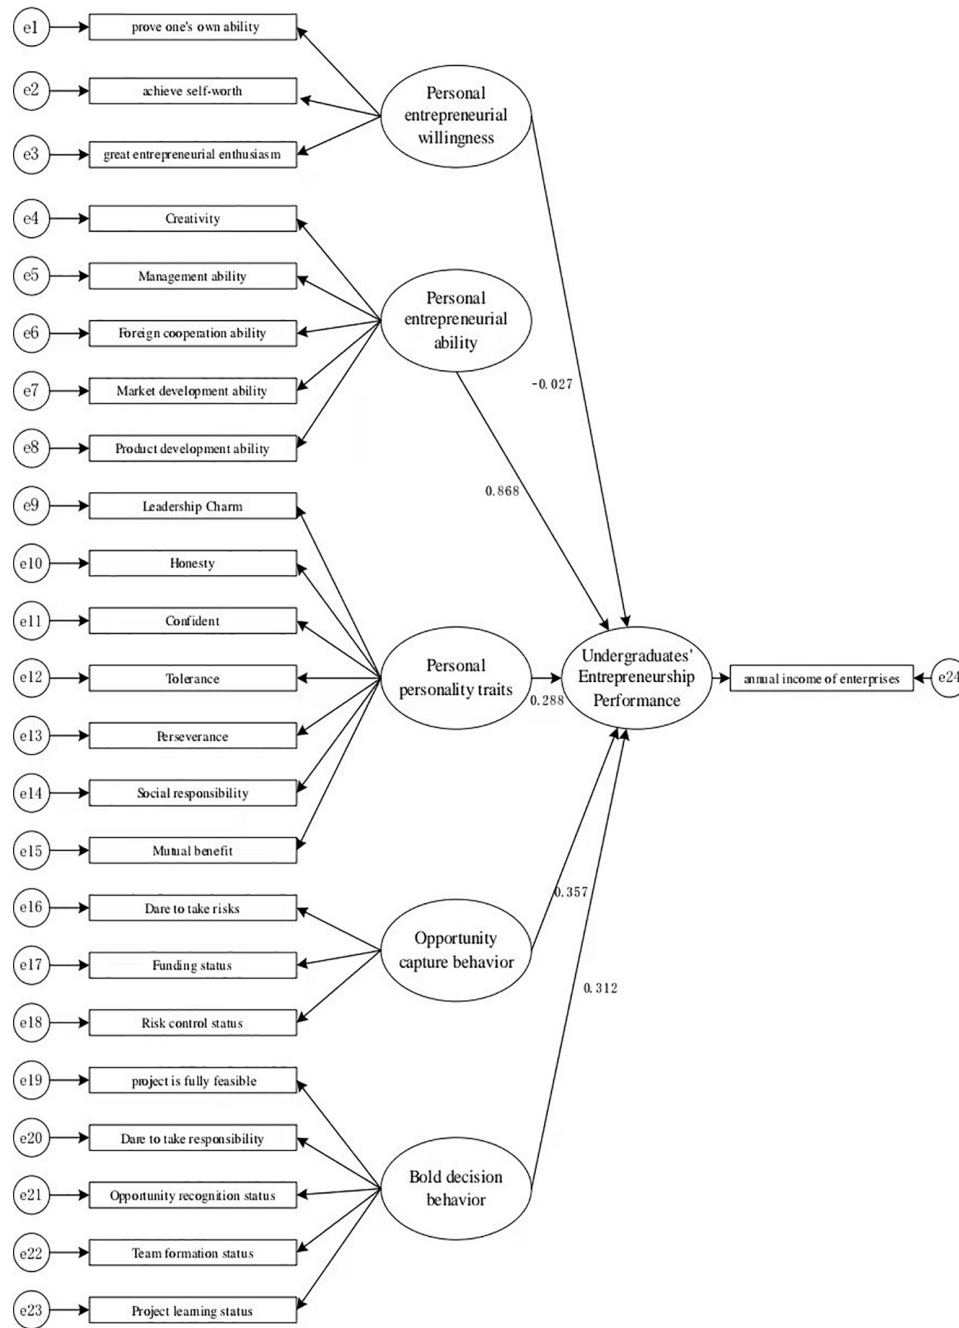 e1
prove one's own ability
e2
achieve self-worth
e3
great entrepreneurial enthusiasm
Personal
entrepreneurial
willingness
e4
Creativity
e5
Management ability
e6
Foreign cooperation ability
e7
Market development ability
e8
Product development ability
Personal
entrepreneurial
ability
-0.027
0.868
e9
Leadership Charm
e10
Honesty
e11
Confident
e12
Tolerance
e13
Perseverance
e14
Social responsibility
e15
Mutual benefit
Personal
personality traits
0.288
Undergraduates'
Entrepreneurship
Performance
annual income of enterprises
e24
e16
Dare to take risks
e17
Funding status
e18
Risk control status
Opportunity
capture behavior
0.357
0.312
e19
project is fully feasible
e20
Dare to take responsibility
e21
Opportunity recognition status
e22
Team formation status
e23
Project learning status
Bold decision
behavior